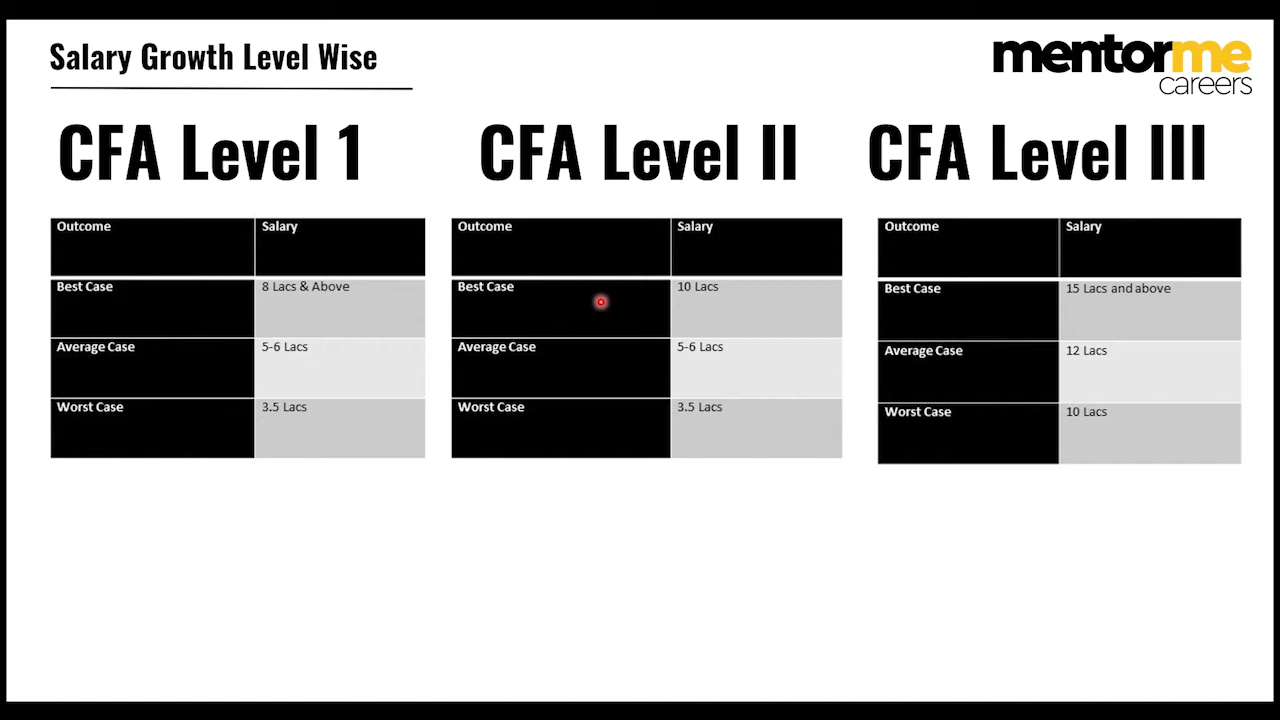 Salary Growth Level Wise
mentorme
careers
CFA Level 1
Outcome Salary
Best Case 8 Lacs & Above
Average Case 5-6 Lacs
Worst Case 3.5 Lacs
CFA Level II
Outcome Salary
Best Case 10 Lacs
Average Case 5-6 Lacs
Worst Case 3.5 Lacs
CFA Level III
Outcome Salary
Best Case 15 Lacs and above
Average Case 12 Lacs
Worst Case 10 Lacs